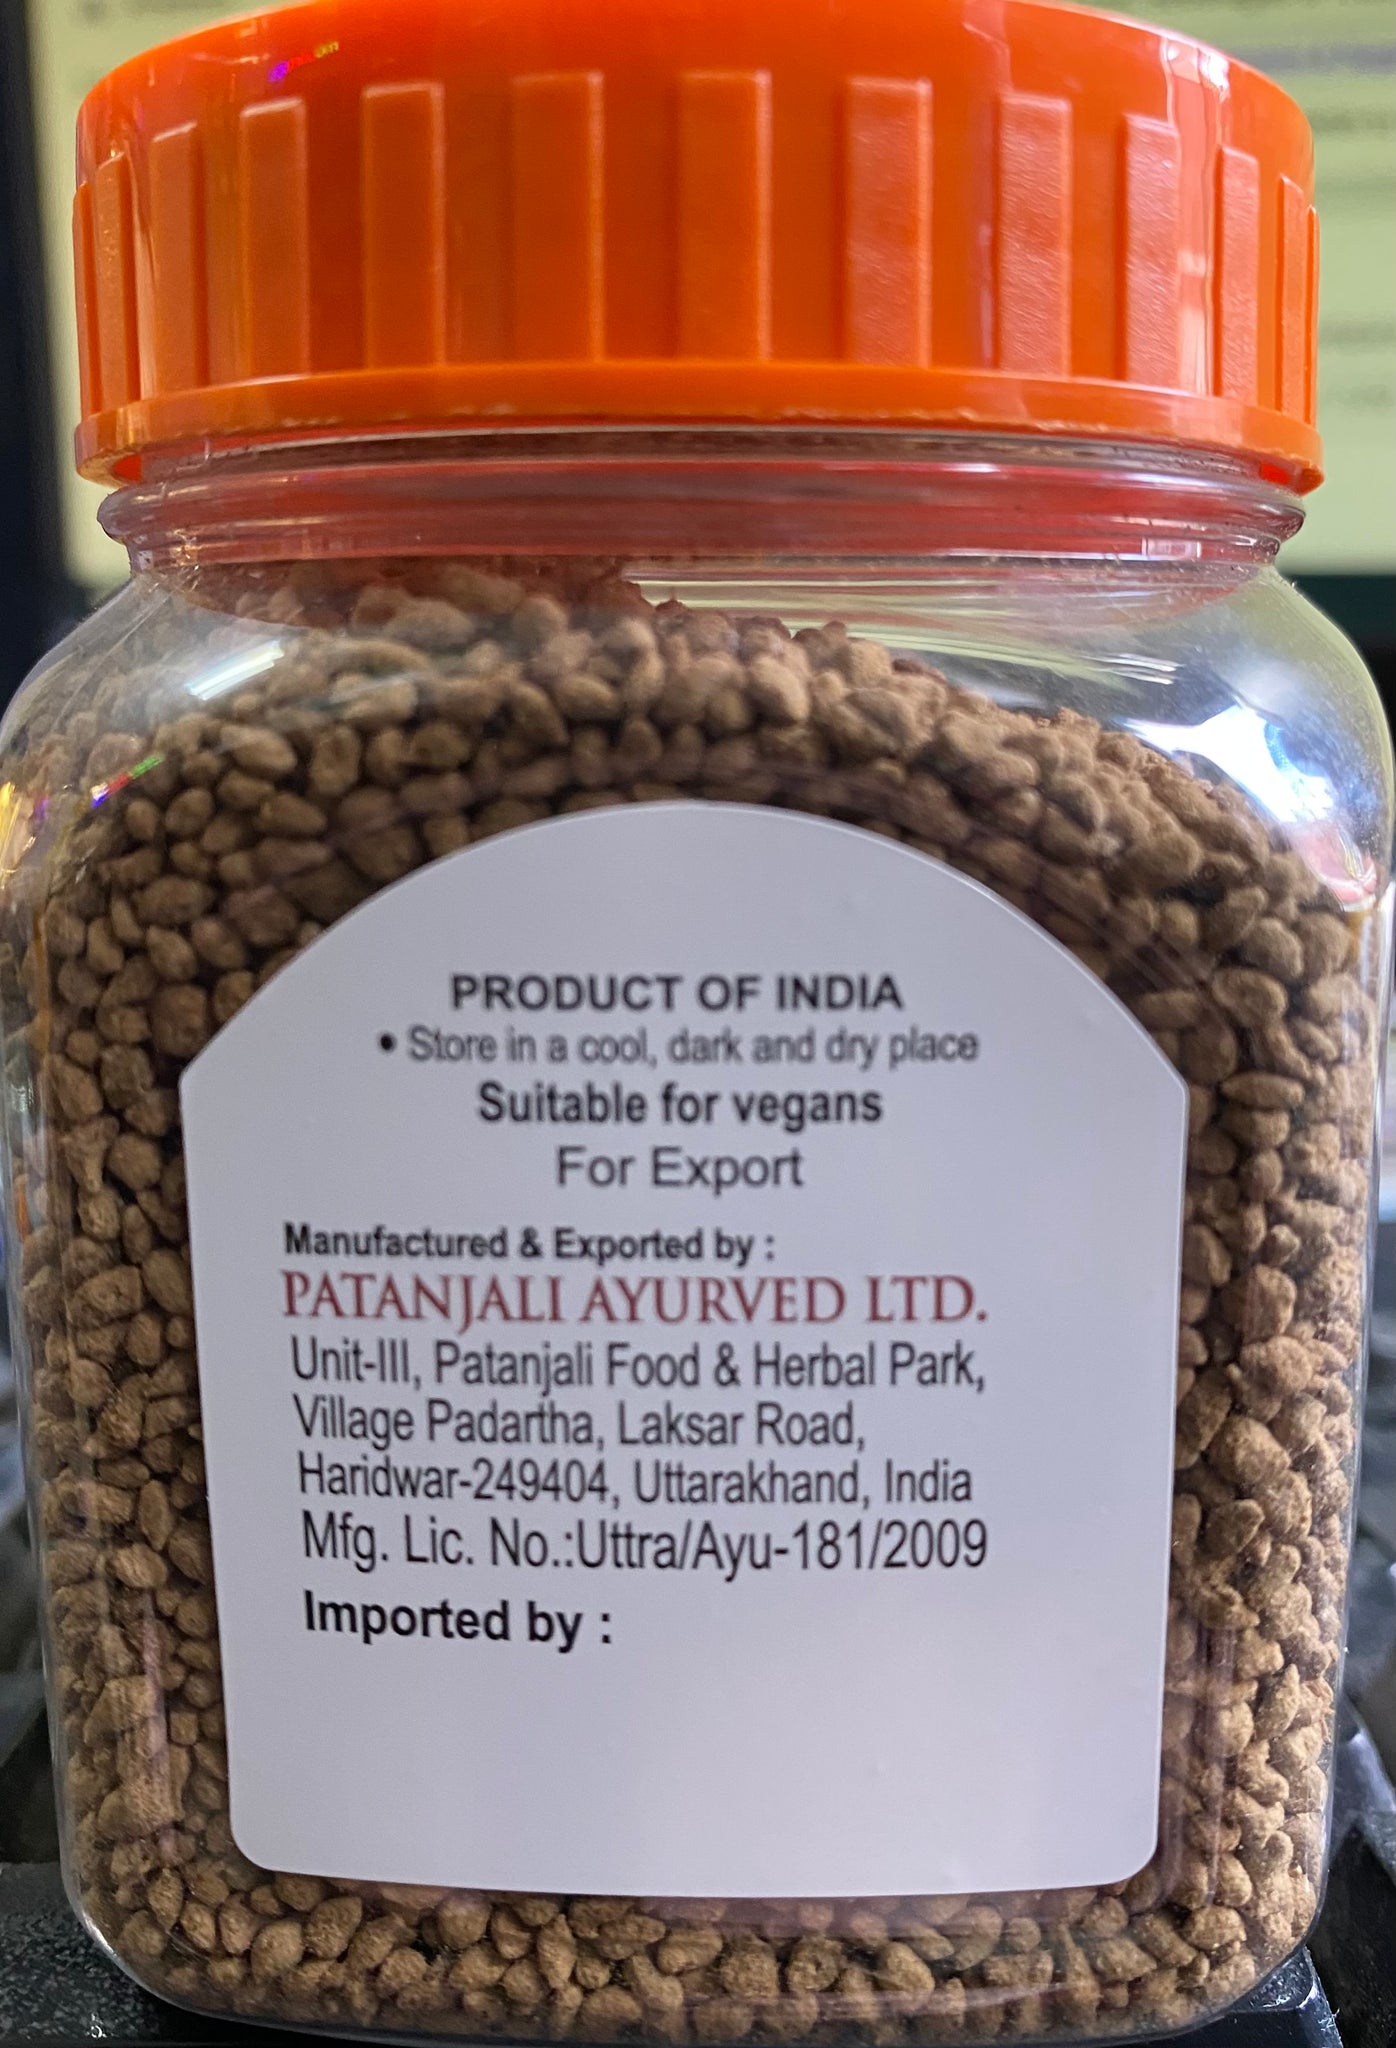 PRODUCT OF INDIA
• Store in a cool, dark and dry place
Suitable for vegans
For Export
Manufactured & Exported by :
PATANJALI AYURVED LTD.
Unit-III, Patanjali Food & Herbal Park,
Village Padartha, Laksar Road,
Haridwar-249404, Uttarakhand, India
Mfg. Lic. No.:Uttra/Ayu-181/2009
Imported by :